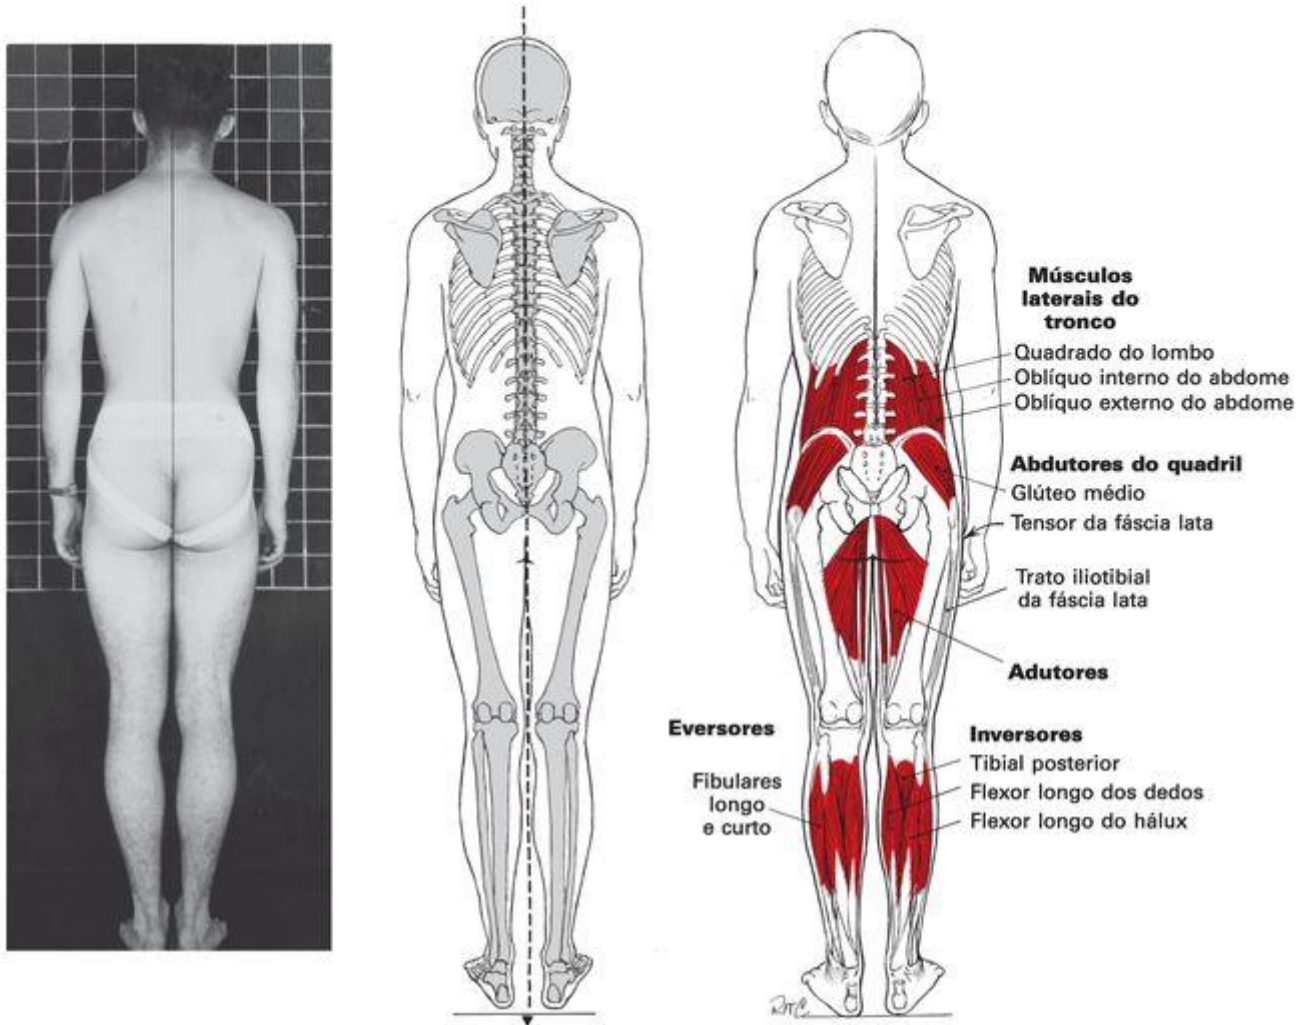 Músculos
laterais do
tronco
Quadrado do lombo
Oblíquo interno do abdome
Oblíquo externo do abdome
Abdutores do quadril
Glúteo médio
Tensor da fáscia lata
Trato iliotibial
da fáscia lata
Adutores
Eversores
Fibulares
longo
e curto
Inversores
Tibial posterior
Flexor longo dos dedos
Flexor longo do hálux